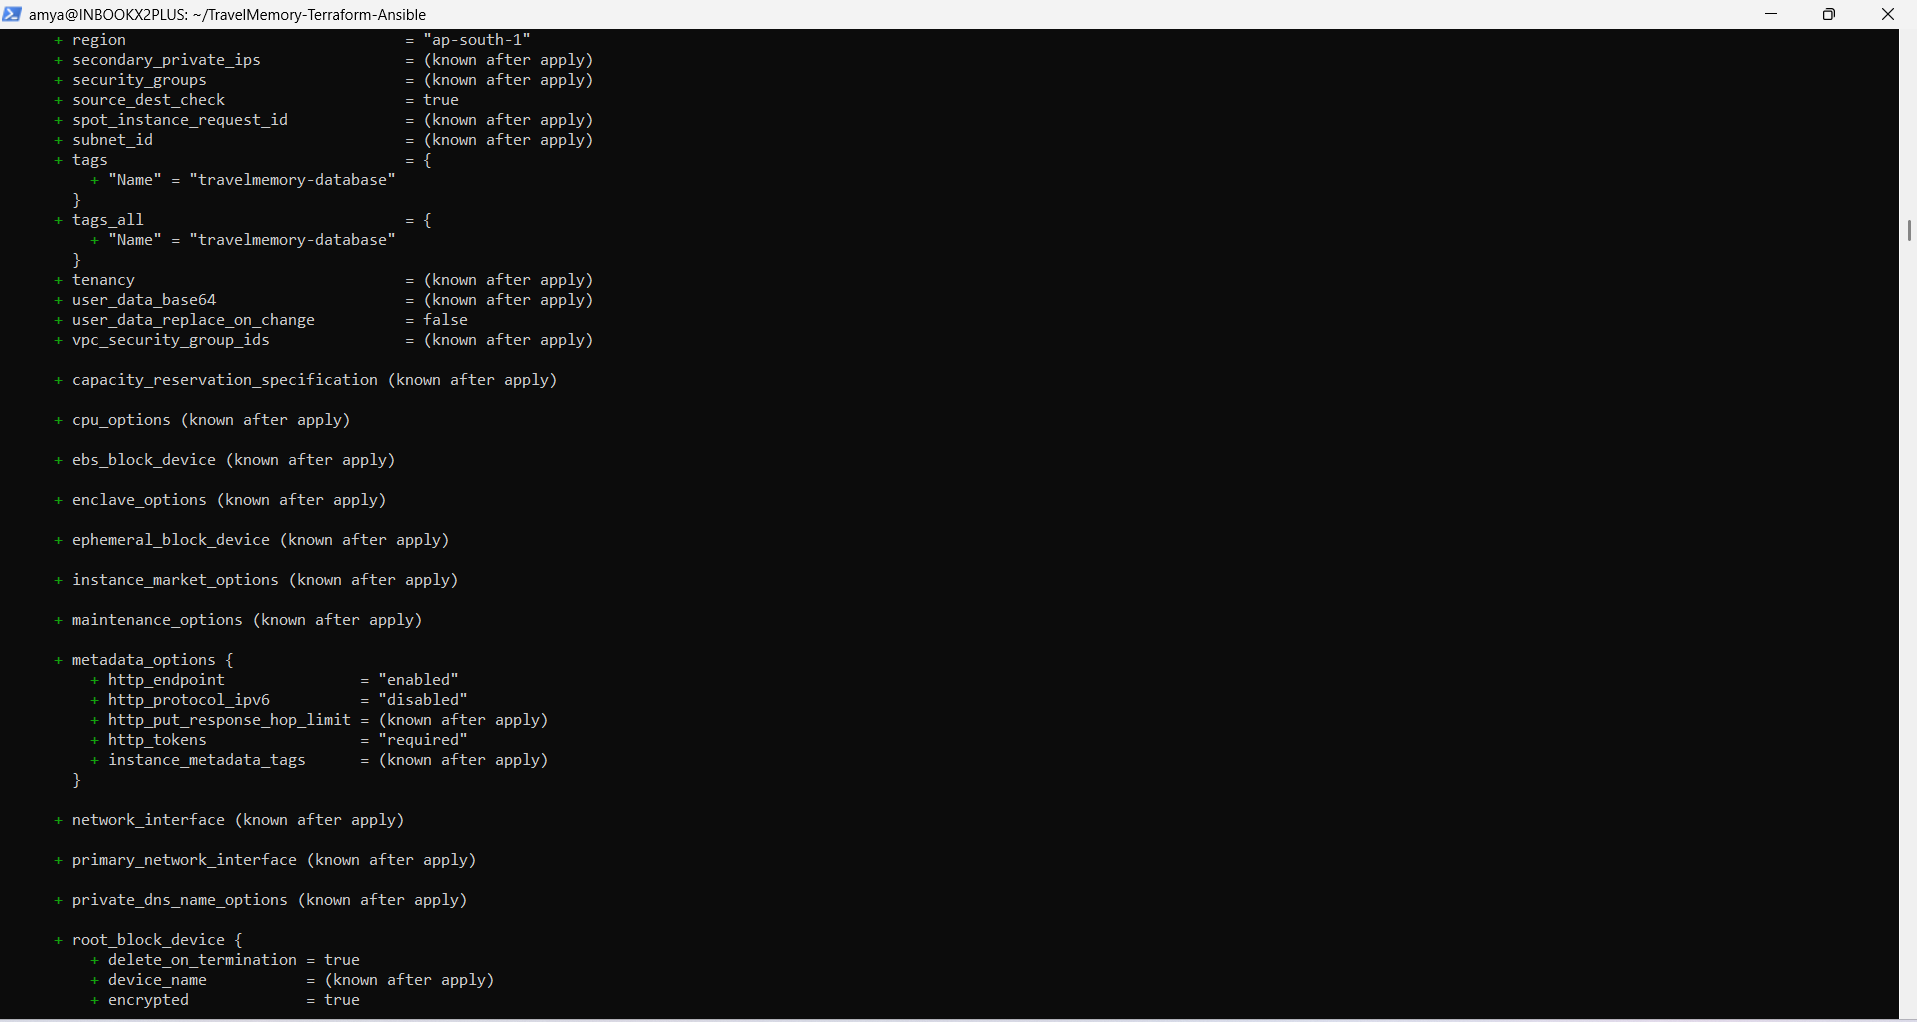 amya@INBOOKX2PLUS: ~/TravelMemory-Terraform-Ansible
+ region = "ap-south-1"
+ secondary_private_ips = (known after apply)
+ security_groups = (known after apply)
+ source_dest_check = true
+ spot_instance_request_id = (known after apply)
+ subnet_id = (known after apply)
+ tags = {
+ "Name" = "travelmemory-database"
}
+ tags_all = {
+ "Name" = "travelmemory-database"
}
+ tenancy = (known after apply)
+ user_data_base64 = (known after apply)
+ user_data_replace_on_change = false
+ vpc_security_group_ids = (known after apply)
+ capacity_reservation_specification (known after apply)
+ cpu_options (known after apply)
+ ebs_block_device (known after apply)
+ enclave_options (known after apply)
+ ephemeral_block_device (known after apply)
+ instance_market_options (known after apply)
+ maintenance_options (known after apply)
+ metadata_options {
+ http_endpoint = "enabled"
+ http_protocol_ipv6 = "disabled"
+ http_put_response_hop_limit = (known after apply)
+ http_tokens = "required"
+ instance_metadata_tags = (known after apply)
}
+ network_interface (known after apply)
+ primary_network_interface (known after apply)
+ private_dns_name_options (known after apply)
+ root_block_device {
+ delete_on_termination = true
+ device_name = (known after apply)
+ encrypted = true